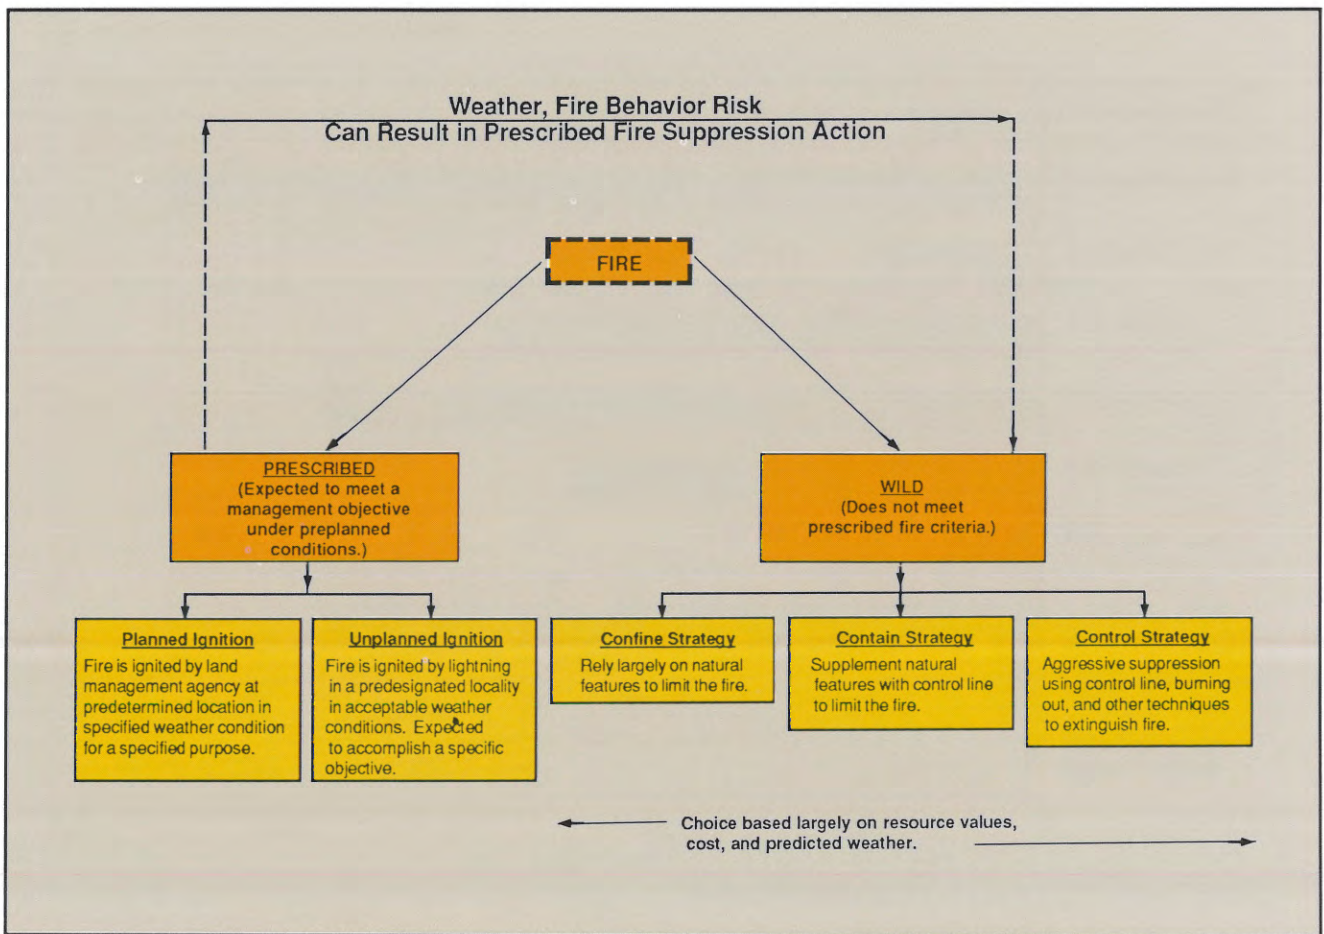 Weather, Fire Behavior Risk
Can Result in Prescribed Fire Suppression Action
FIRE
PRESCRIBED
(Expected to meet a
management objective
under preplanned
conditions.)
WILD
(Does not meet
prescribed fire criteria.)
Planned Ignition
Fire is ignited by land
management agency at
predetermined location in
specified weather condition
for a specified purpose.
Unplanned Ignition
Fire is ignited by lightning
in a predesignated locality
in acceptable weather
conditions. Expected
to accomplish a specific
objective.
Confine Strategy
Rely largely on natural
features to limit the fire.
Contain Strategy
Supplement natural
features with control line
to limit the fire.
Control Strategy
Aggressive suppression
using control line, burning
out, and other techniques
to extinguish fire.
Choice based largely on resource values,
cost, and predicted weather.